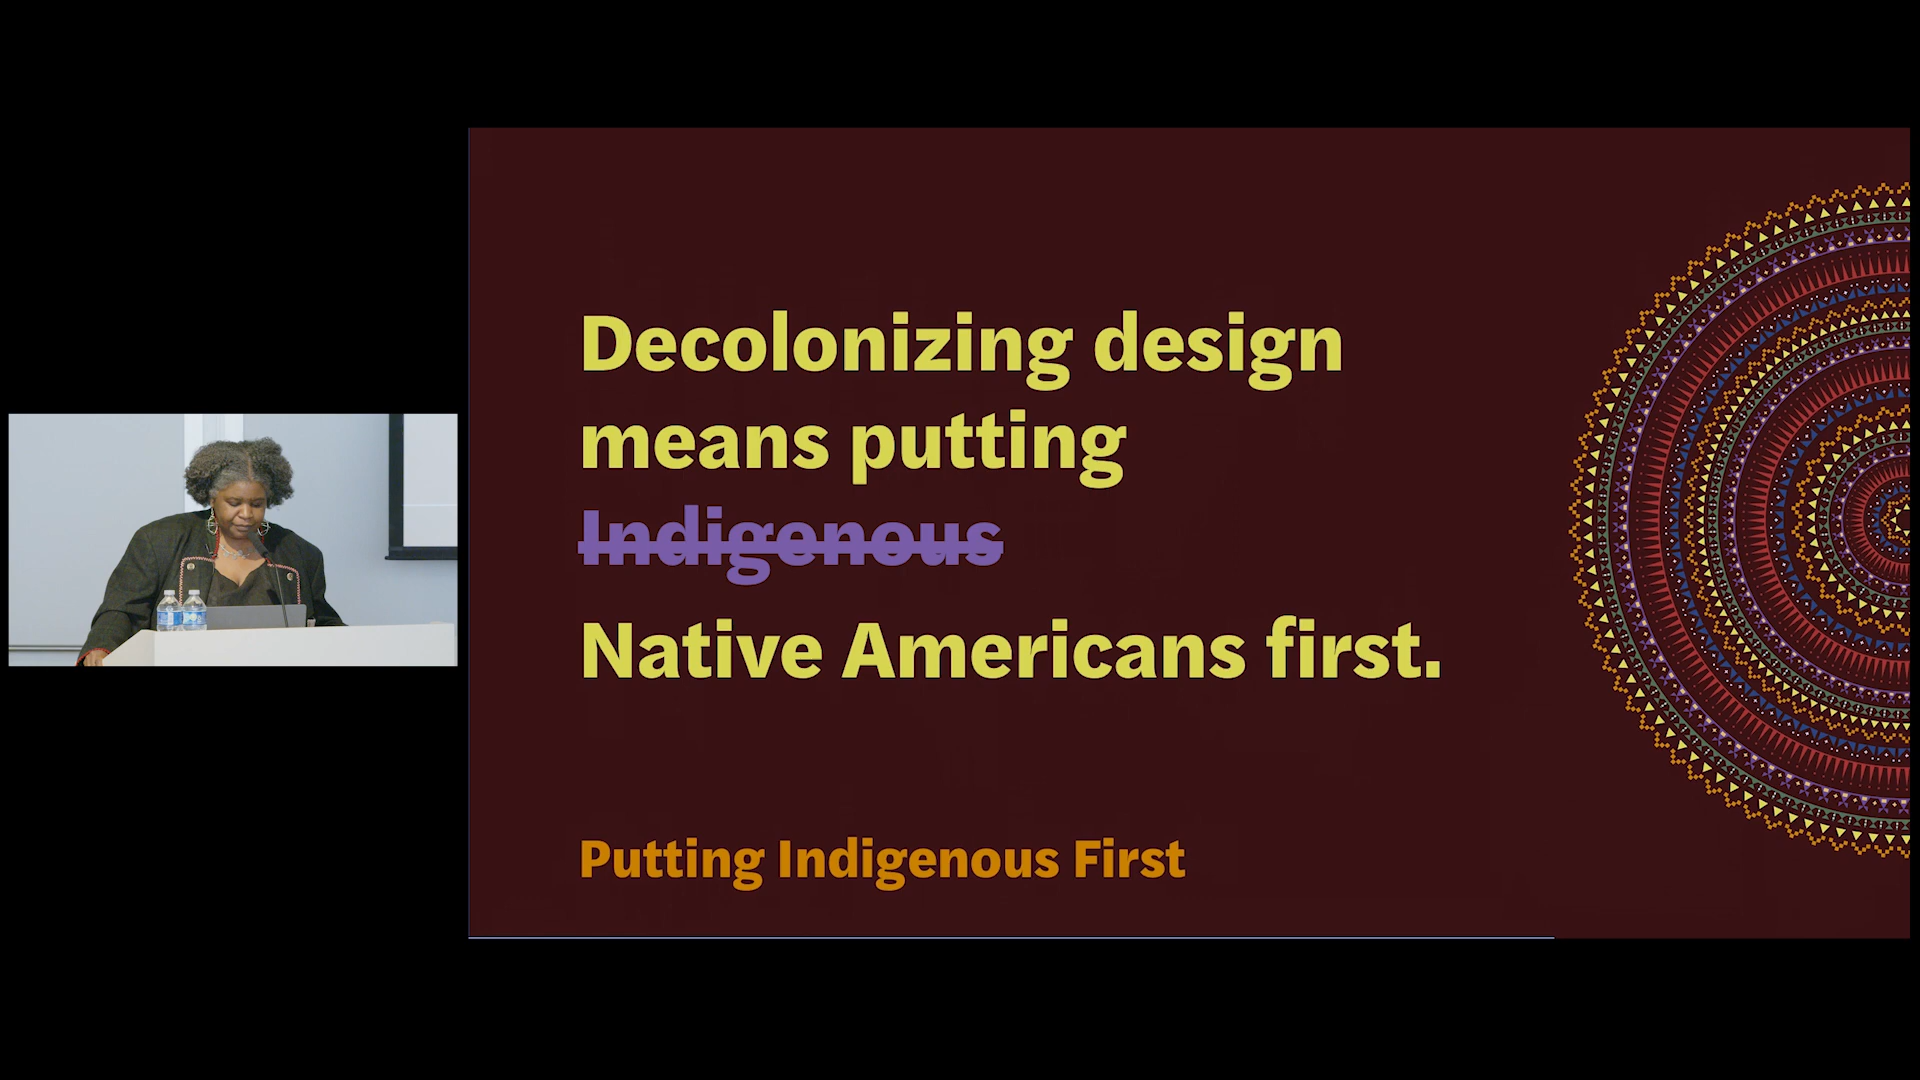 Decolonizing design
means putting
Indigenous
Native Americans first.
Putting Indigenous First